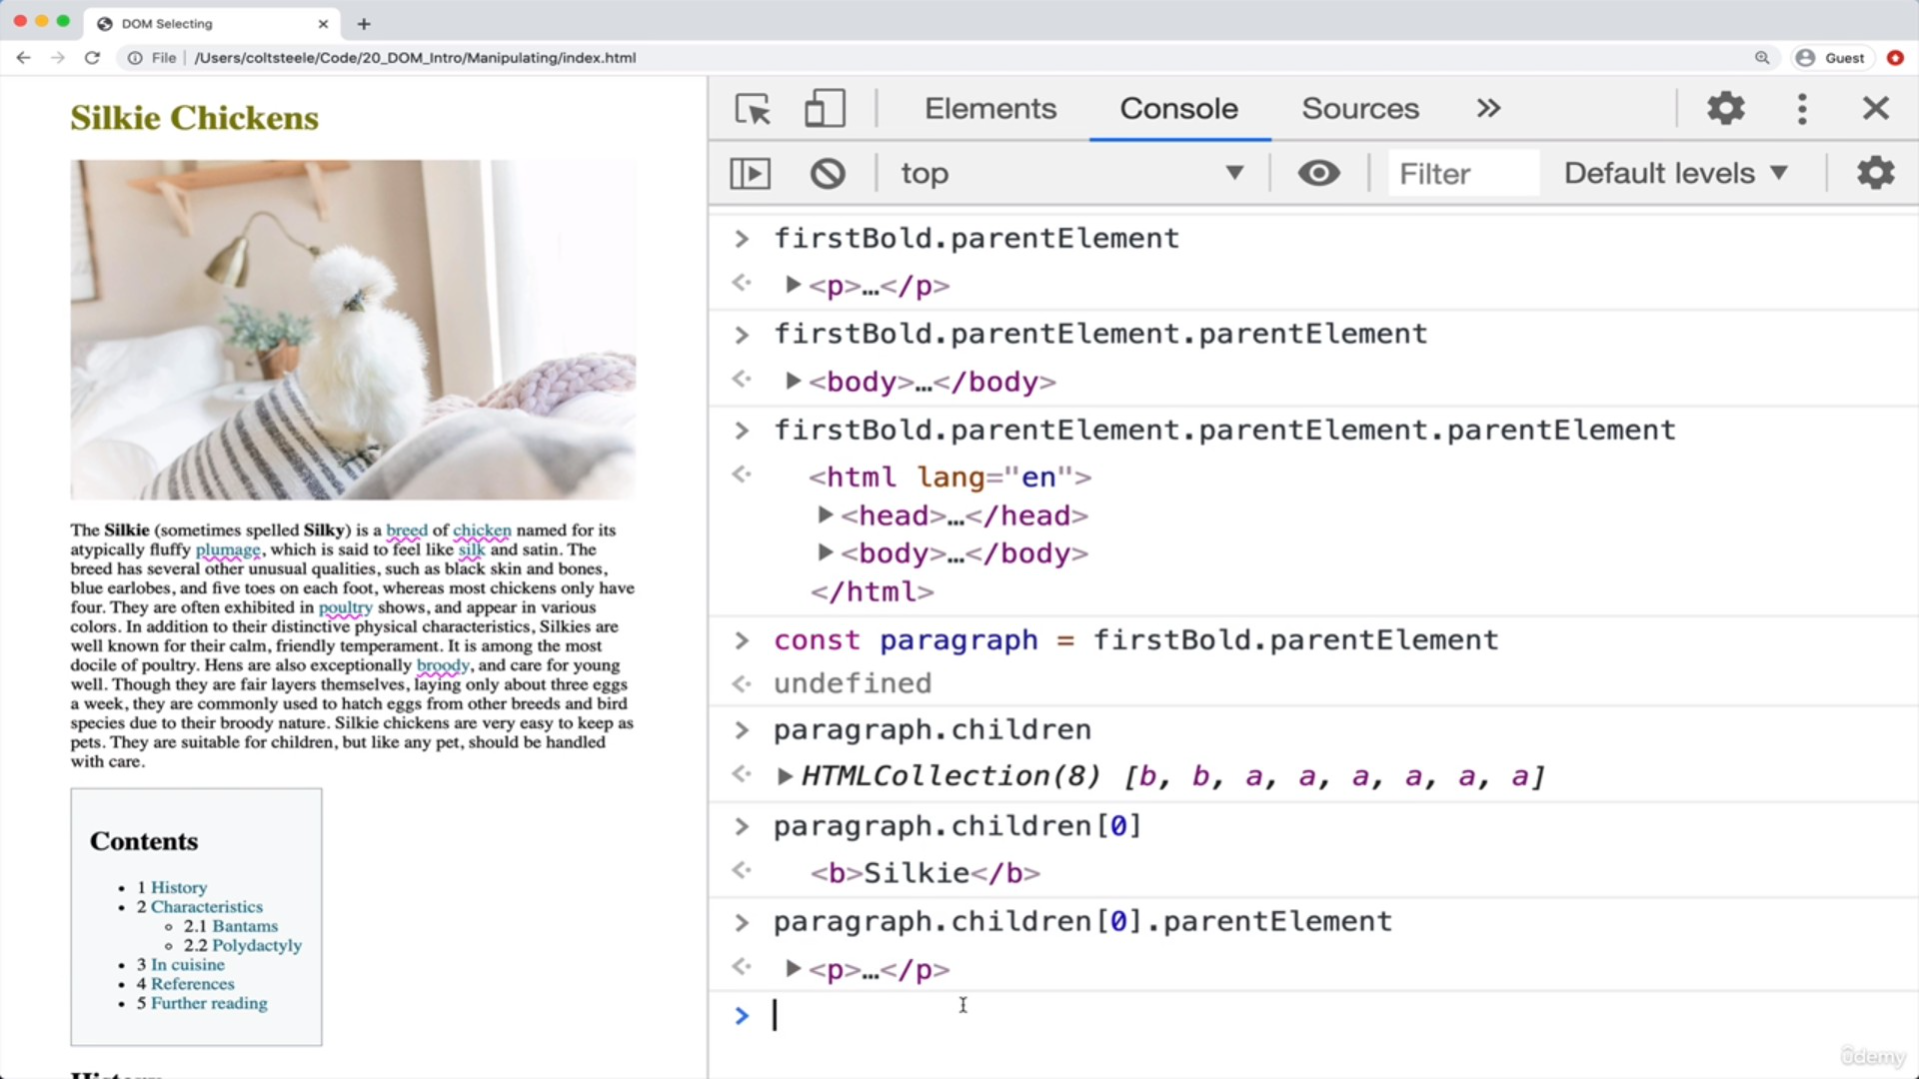 DOM Selecting
File | /Users/coltsteele/Code/20_DOM_Intro/Manipulating/index.html
Guest
Silkie Chickens
The Silkie (sometimes spelled Silky) is a breed of chicken named for its
atypically fluffy plumage, which is said to feel like silk and satin. The
breed has several other unusual qualities, such as black skin and bones,
blue earlobes, and five toes on each foot, whereas most chickens only have
four. They are often exhibited in poultry shows, and appear in various
colors. In addition to their distinctive physical characteristics, Silkies are
well known for their calm, friendly temperament. It is among the most
docile of poultry. Hens are also exceptionally broody, and care for young
well. Though they are fair layers themselves, laying only about three eggs
a week, they are commonly used to hatch eggs from other breeds and bird
species due to their broody nature. Silkie chickens are very easy to keep as
pets. They are suitable for children, but like any pet, should be handled
with care.
Contents
• 1 History
• 2 Characteristics
◦ 2.1 Bantams
◦ 2.2 Polydactyly
• 3 In cuisine
• 4 References
• 5 Further reading
History
Elements Console Sources »
top Filter Default levels
> firstBold.parentElement
<p>…</p>
> firstBold.parentElement.parentElement
<body>…</body>
> firstBold.parentElement.parentElement.parentElement
<html lang="en">
<head>…</head>
<body>…</body>
</html>
> const paragraph = firstBold.parentElement
undefined
> paragraph.children
HTMLCollection(8) [b, b, a, a, a, a, a, a]
> paragraph.children[0]
<b>Silkie</b>
> paragraph.children[0].parentElement
<p>…</p>
>
ûdemy